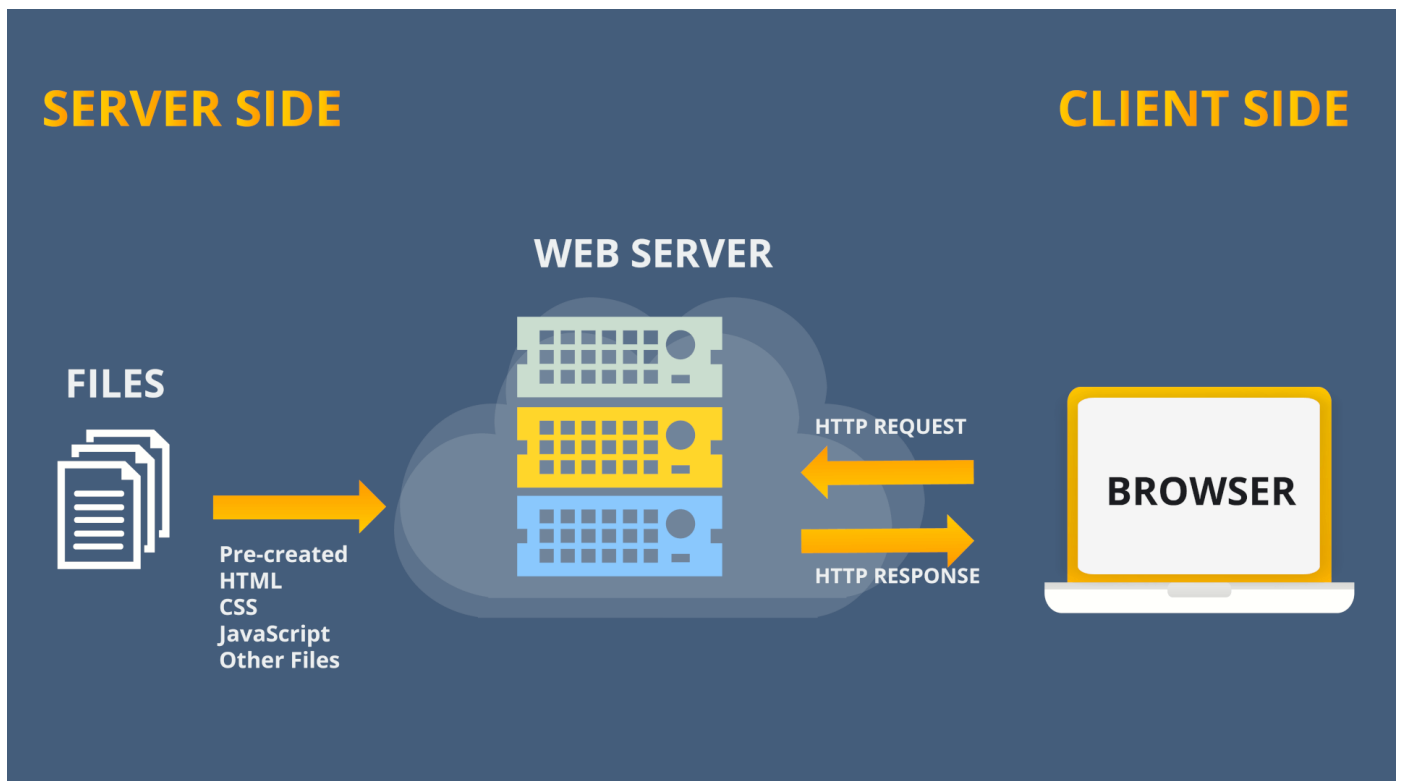 SERVER SIDE
CLIENT SIDE
WEB SERVER
FILES
Pre-created
HTML
CSS
JavaScript
Other Files
HTTP REQUEST
HTTP RESPONSE
BROWSER